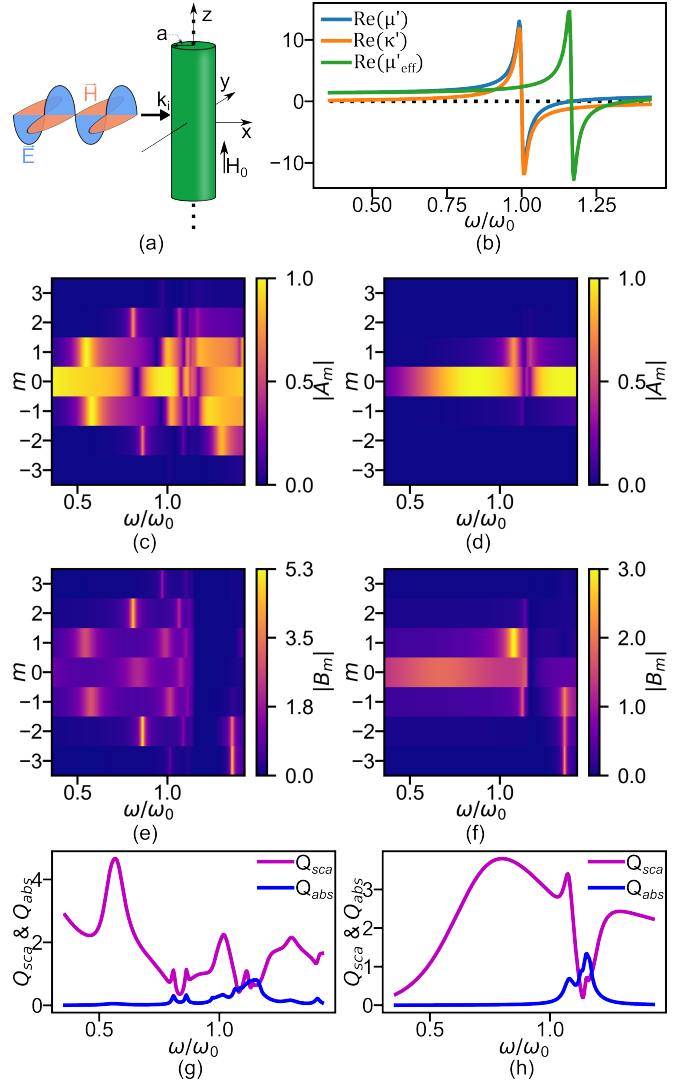 z
a
y
H⃗
k_i
x
E⃗
H_0
(a)
10
0
−10
Re(μ')
Re(κ')
Re(μ'_eff)
0.50 0.75 1.00 1.25
ω/ω_0
(b)
3
2
1
0
−1
−2
−3
m
0.5 1.0
ω/ω_0
1.0
0.5
0.0
|A_m|
(c)
3
2
1
0
−1
−2
−3
m
0.5 1.0
ω/ω_0
1.0
0.5
0.0
|A_m|
(d)
3
2
1
0
−1
−2
−3
m
0.5 1.0
ω/ω_0
5.3
3.5
1.8
0.0
|B_m|
(e)
3
2
1
0
−1
−2
−3
m
0.5 1.0
ω/ω_0
3.0
2.0
1.0
0.0
|B_m|
(f)
Q_sca & Q_abs
4
2
0
Q_sca
Q_abs
0.5 1.0
ω/ω_0
(g)
Q_sca & Q_abs
3
2
1
0
Q_sca
Q_abs
0.5 1.0
ω/ω_0
(h)